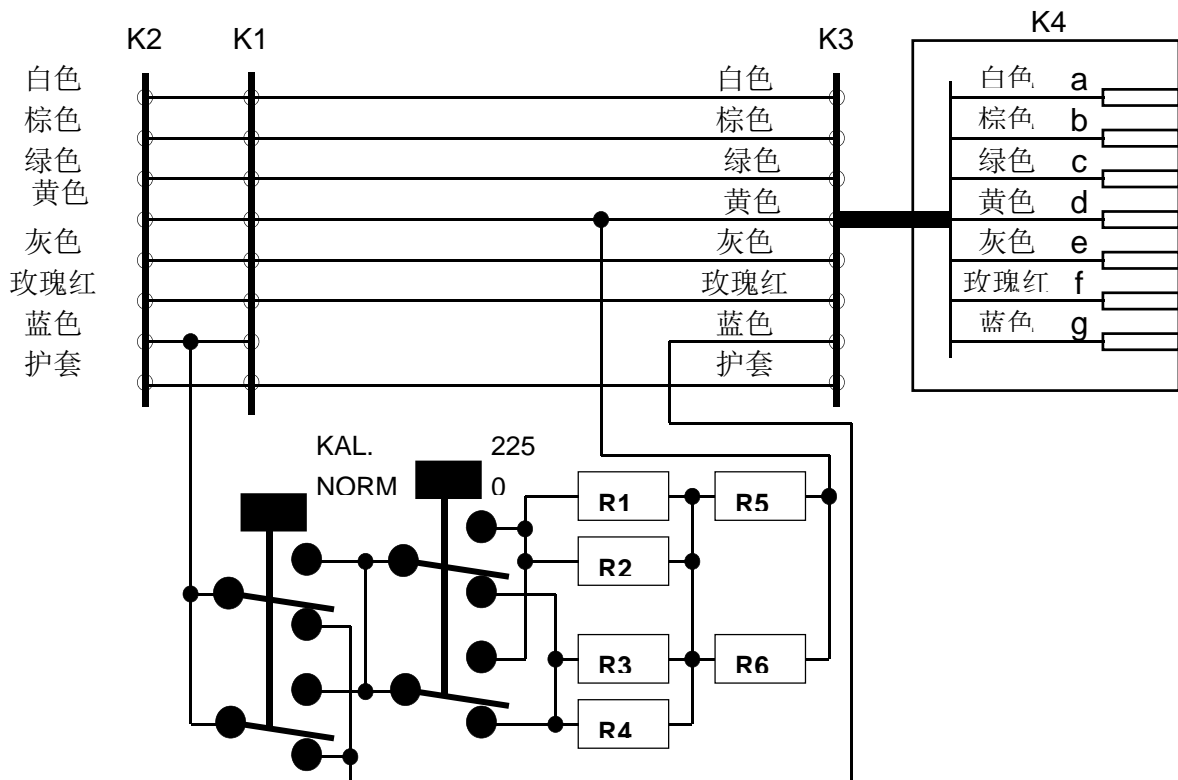 K4
K2 K1 K3
白色 白色 白色 a
棕色 棕色 棕色 b
绿色 绿色 绿色 c
黄色 黄色 黄色 d
灰色 灰色 灰色 e
玫瑰红 玫瑰红 玫瑰红 f
蓝色 蓝色 蓝色 g
护套 护套
KAL. 225
NORM 0
R1 R5
R2
R3 R6
R4